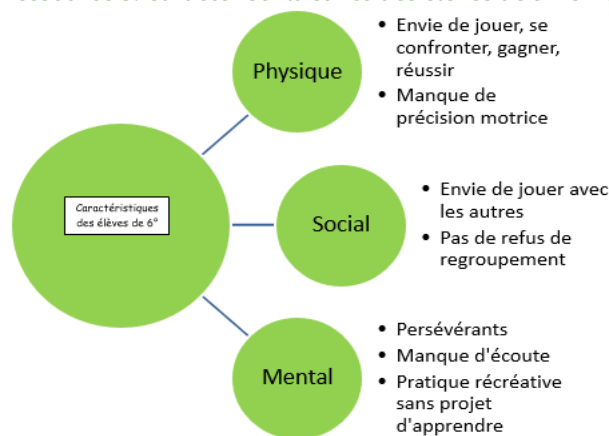 Caractéristiques
des élèves de 6°
Physique
• Envie de jouer, se
confronter, gagner,
réussir
• Manque de
précision motrice
Social
• Envie de jouer avec
les autres
• Pas de refus de
regroupement
Mental
• Persévérants
• Manque d'écoute
• Pratique récréative
sans projet
d'apprendre